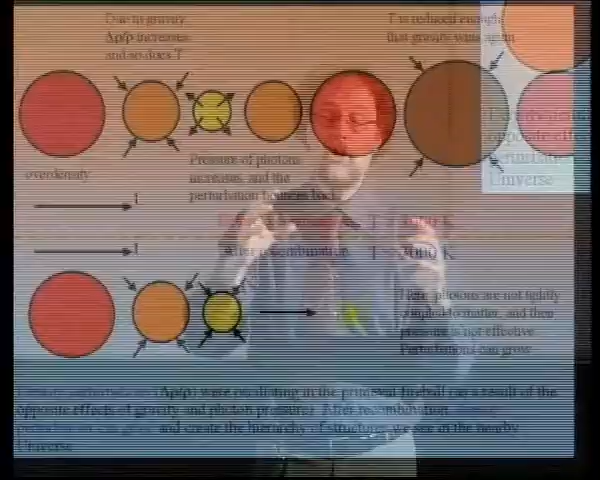 Due to gravity
Δρ/ρ increases
and so does T
T is reduced enough
that gravity wins again
overdensity
Pressure of photons
increases, and the
perturbation bounces back
t
t
After recombination T 3000 K
Here, photons are not tightly
coupled to matter, and their
pressure is not effective
Perturbations can grow
opposite effe
Universe
(Δρ/ρ) were oscillating in the primeval fireball (as a result of the
opposite effects of gravity and photon pressure). After recombination
and create the hierarchy of structures we see in the nearby
Universe